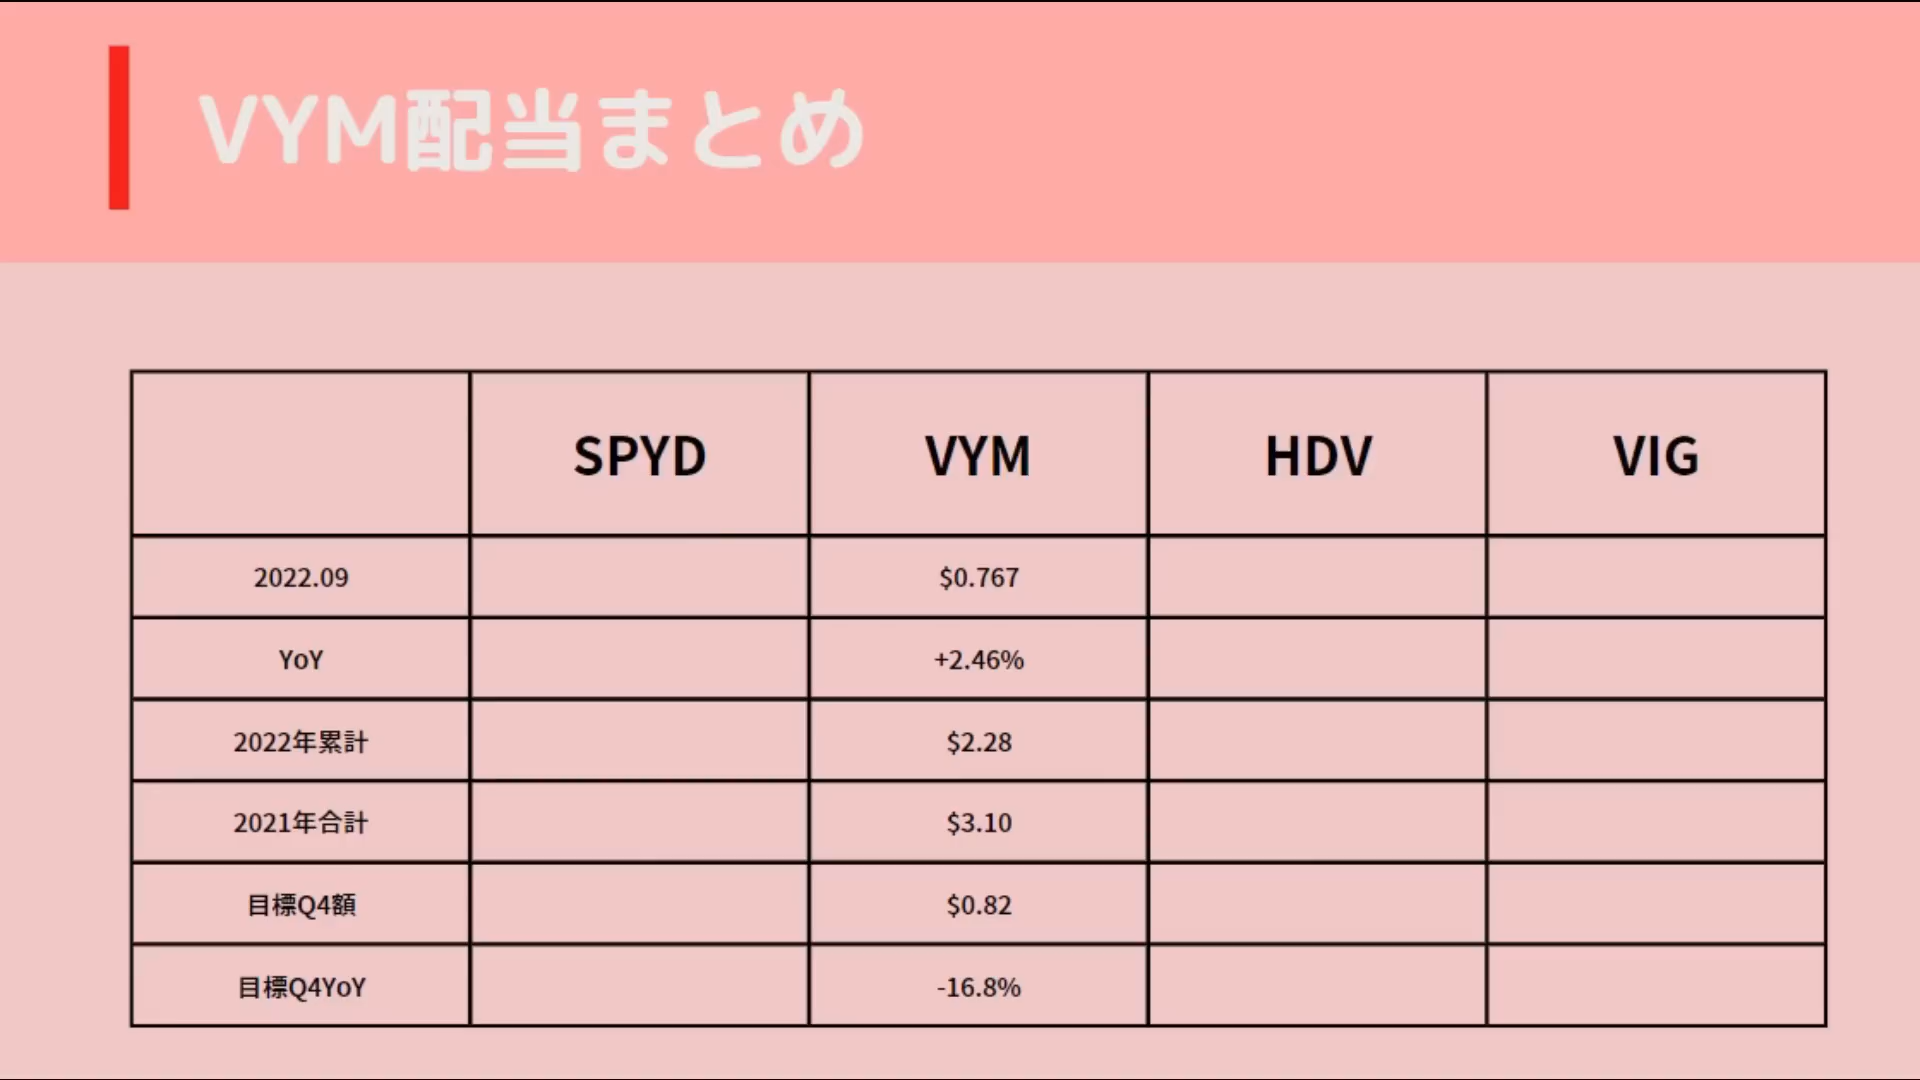 VYM配当まとめ
SPYD VYM HDV VIG
2022.09 $0.767
YoY +2.46%
2022年累計 $2.28
2021年合計 $3.10
目標Q4額 $0.82
目標Q4YoY -16.8%